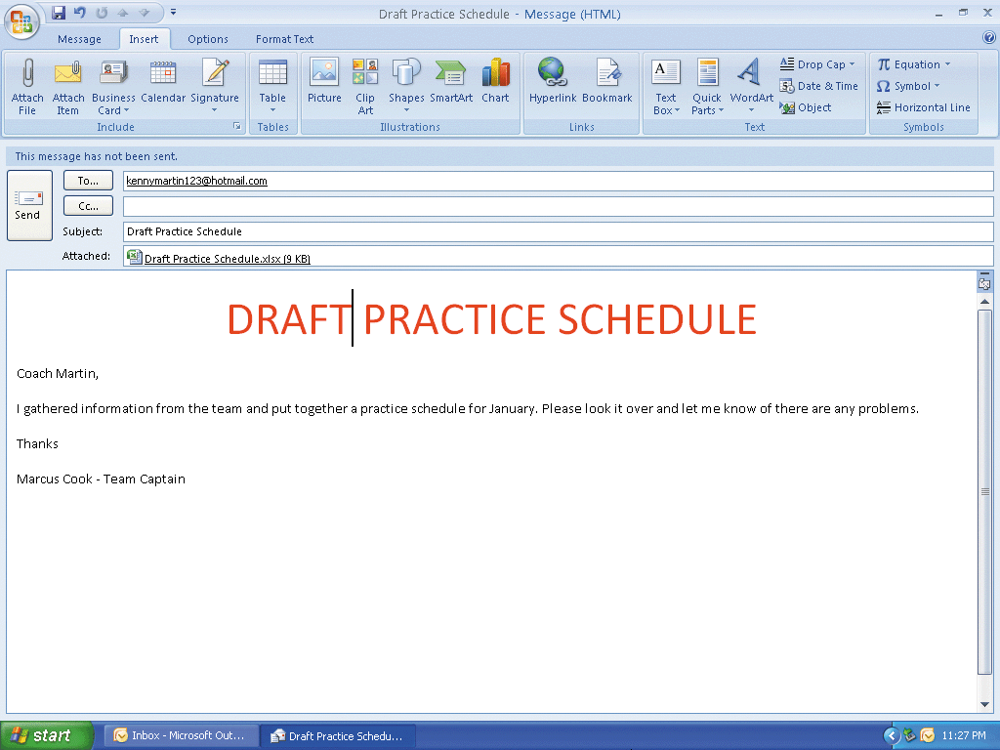 Draft Practice Schedule - Message (HTML)
Message Insert Options Format Text
Attach File
Attach Item
Business Card
Calendar
Signature
Include
Table
Tables
Picture
Clip Art
Shapes
SmartArt
Chart
Illustrations
Hyperlink
Bookmark
Links
Text Box
Quick Parts
WordArt
Drop Cap
Date & Time
Object
Text
π Equation
Ω Symbol
Horizontal Line
Symbols
This message has not been sent.
Send
To... kennymartin123@hotmail.com
Cc...
Subject: Draft Practice Schedule
Attached: Draft Practice Schedule.xlsx (9 KB)
DRAFT PRACTICE SCHEDULE
Coach Martin,
I gathered information from the team and put together a practice schedule for January. Please look it over and let me know of there are any problems.
Thanks
Marcus Cook - Team Captain
start Inbox - Microsoft Out... Draft Practice Schedu... 11:27 PM